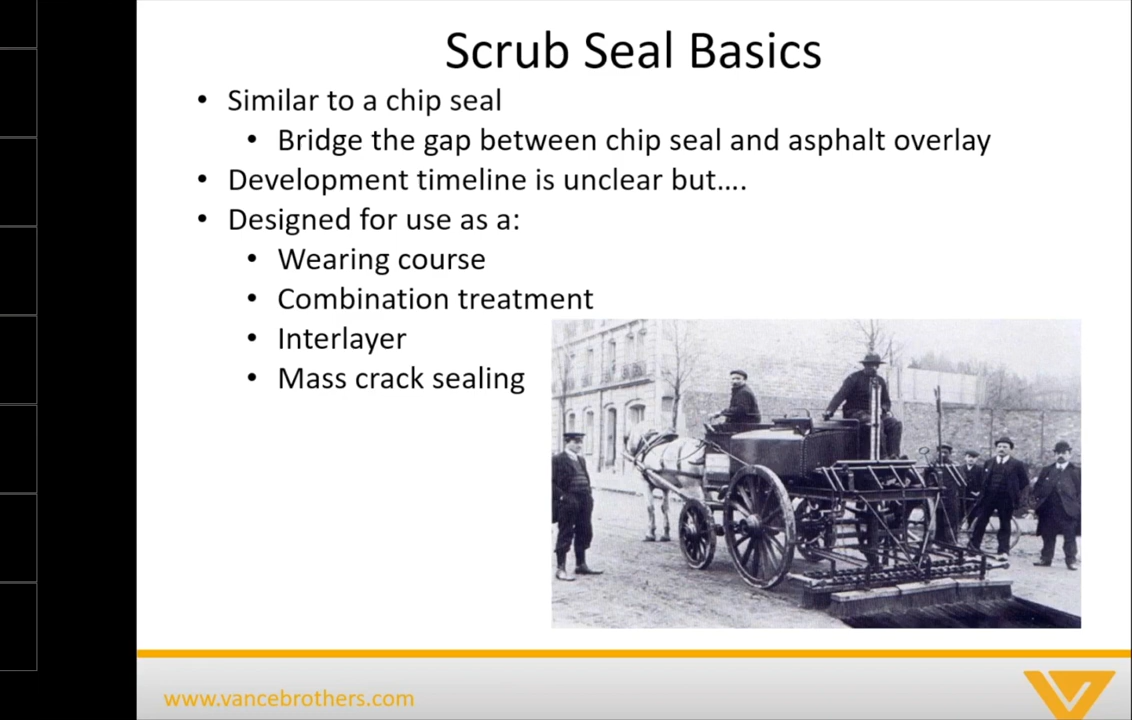 Scrub Seal Basics
• Similar to a chip seal
• Bridge the gap between chip seal and asphalt overlay
• Development timeline is unclear but....
• Designed for use as a:
• Wearing course
• Combination treatment
• Interlayer
• Mass crack sealing
www.vancebrothers.com